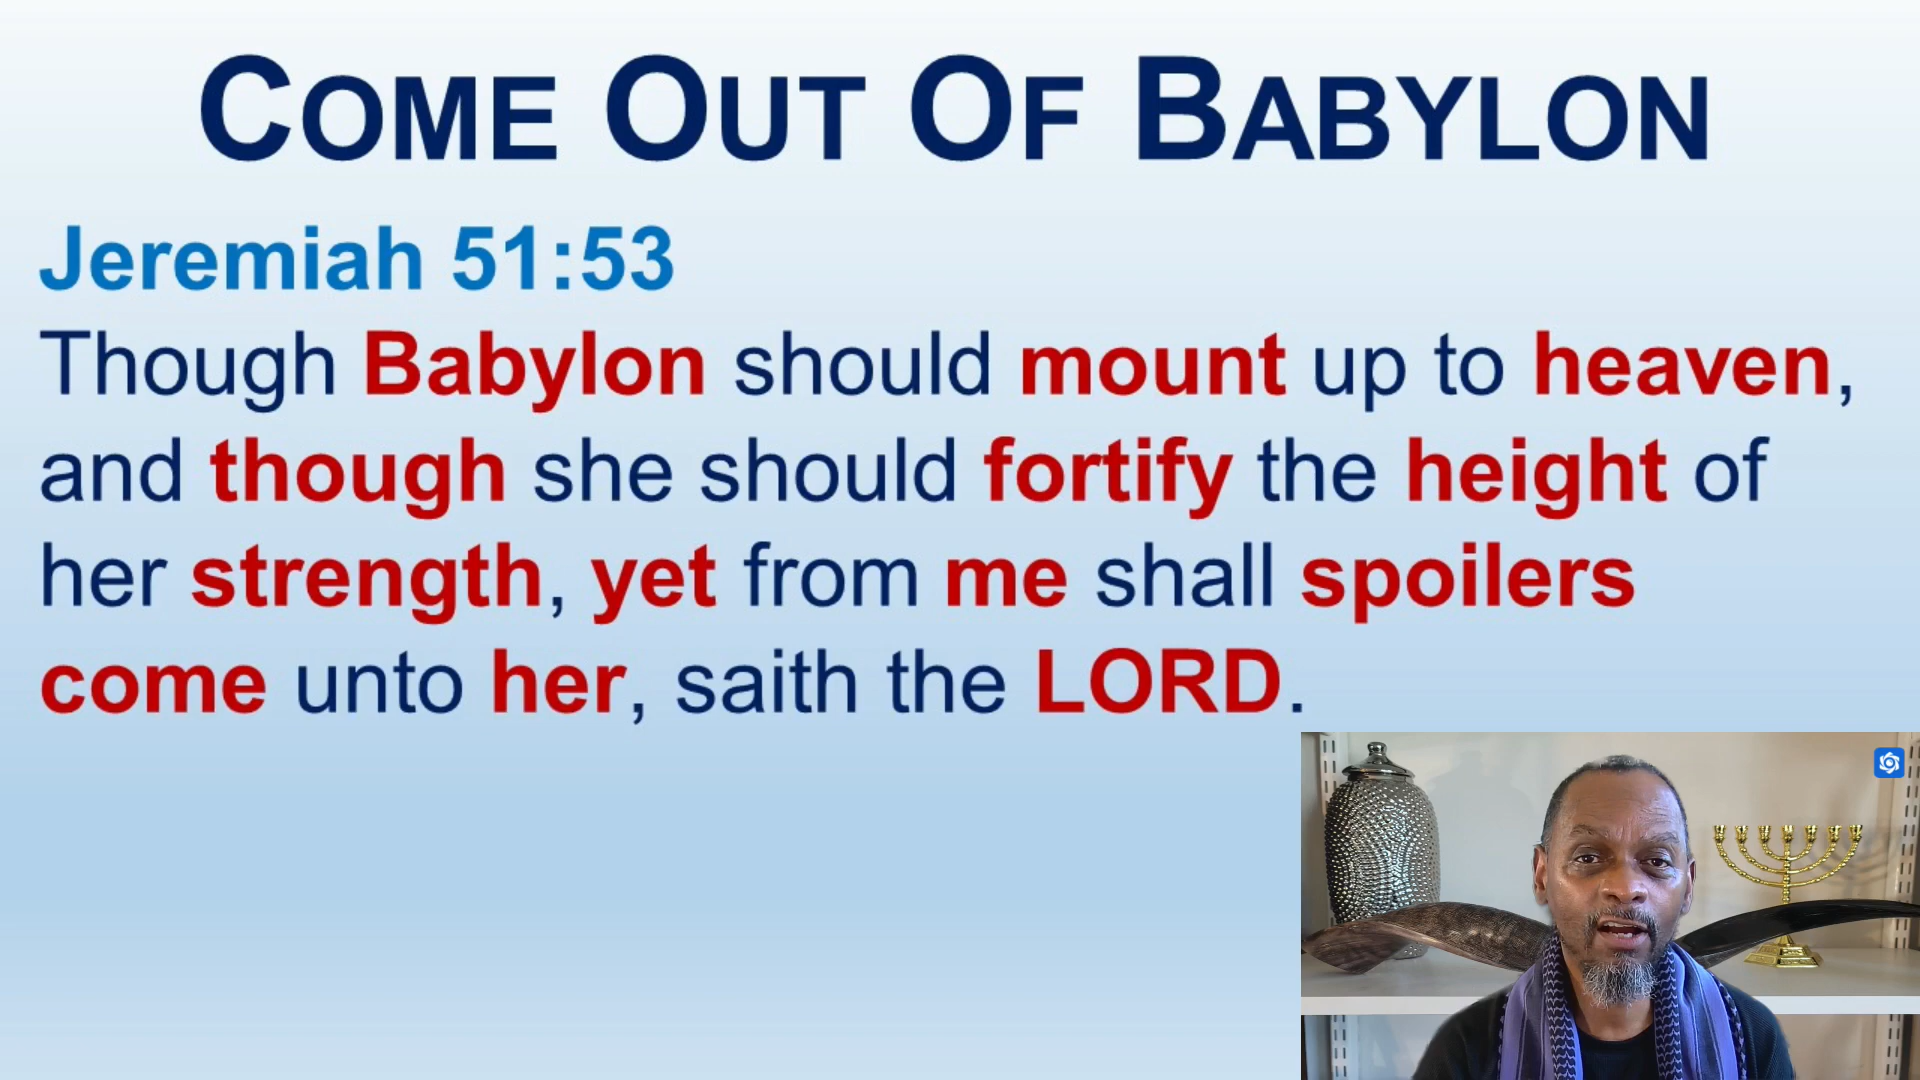 COME OUT OF BABYLON
Jeremiah 51:53
Though Babylon should mount up to heaven,
and though she should fortify the height of
her strength, yet from me shall spoilers
come unto her, saith the LORD.